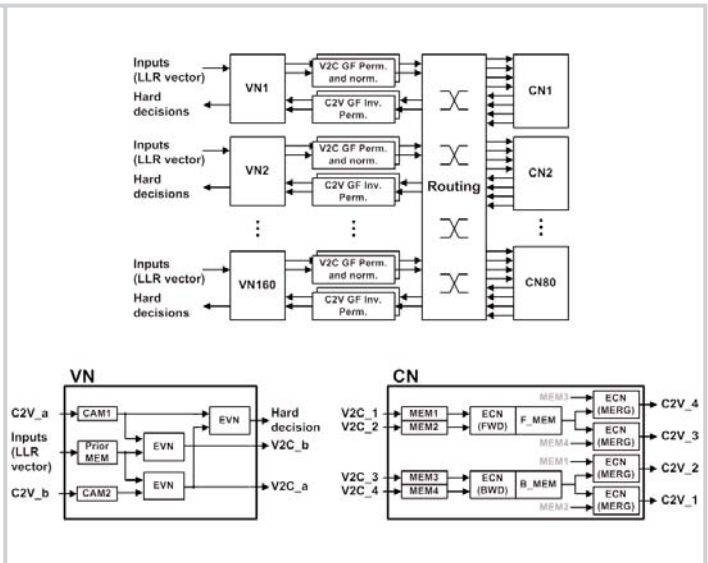 Inputs
(LLR vector)
Hard
decisions
VN1
V2C GF Perm.
and norm.
C2V GF Inv.
Perm.
CN1
Inputs
(LLR vector)
Hard
decisions
VN2
V2C GF Perm.
and norm.
C2V GF Inv.
Perm.
Routing
CN2
Inputs
(LLR vector)
Hard
decisions
VN160
V2C GF Perm.
and norm.
C2V GF Inv.
Perm.
CN80
VN
C2V_a
Inputs
(LLR
vector)
C2V_b
CAM1
Prior
MEM
CAM2
EVN
EVN
EVN
Hard
decision
V2C_b
V2C_a
CN
V2C_1
V2C_2
MEM1
MEM2
ECN
(FWD)
F_MEM
MEM3
ECN
(MERG)
C2V_4
MEM4
ECN
(MERG)
C2V_3
V2C_3
V2C_4
MEM3
MEM4
ECN
(BWD)
B_MEM
MEM1
ECN
(MERG)
C2V_2
MEM2
ECN
(MERG)
C2V_1